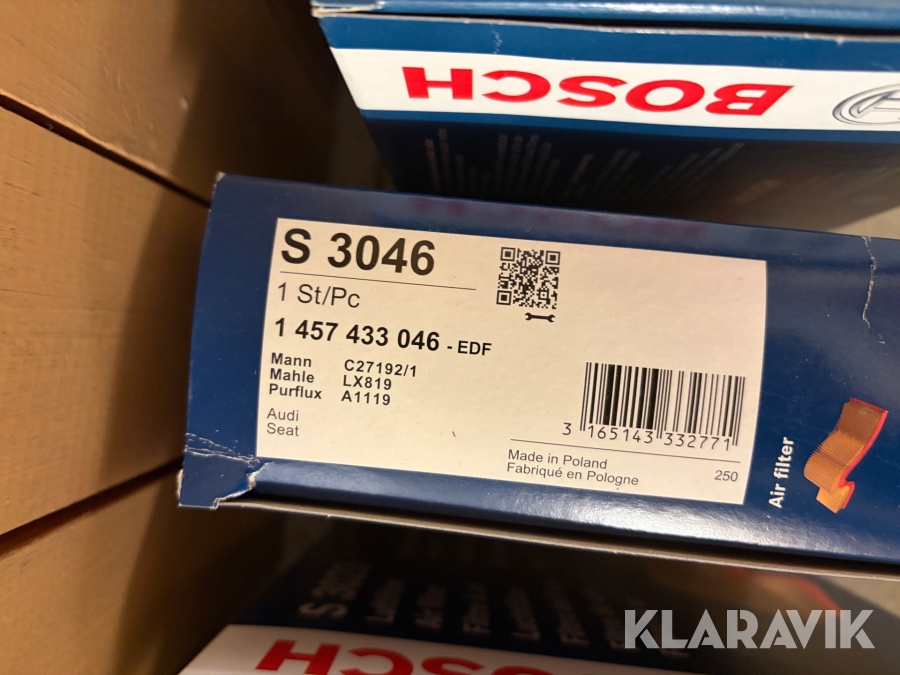 BOSCH
S 3046
1 St/Pc
1 457 433 046 - EDF
Mann C27192/1
Mahle LX819
Purflux A1119
Audi
Seat
3 165143 332771
Made in Poland
Fabriqué en Pologne
250
Air filter
BOSCH
KLARAVIK